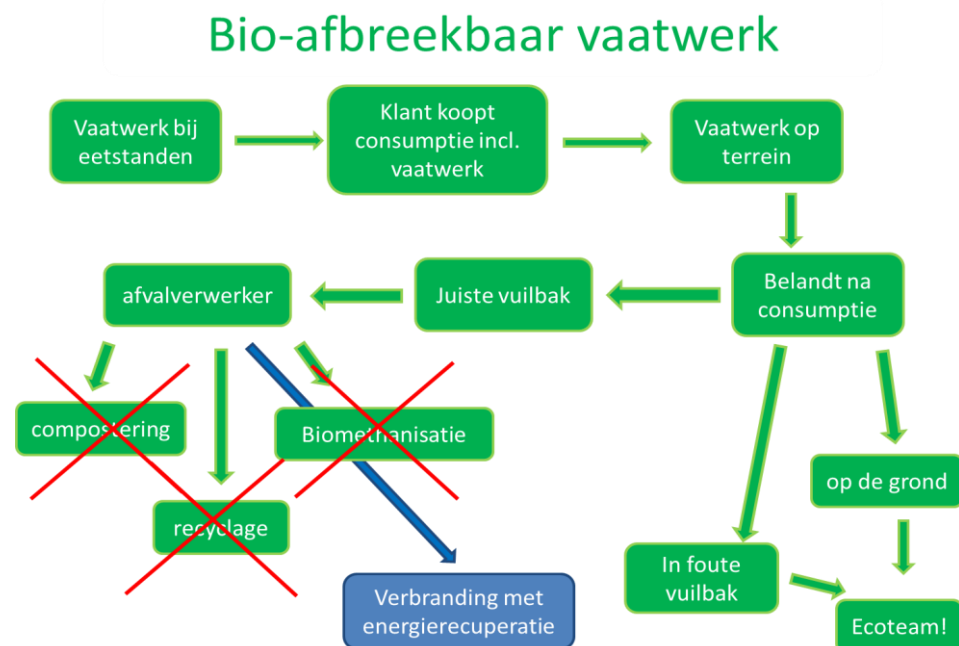 Bio-afbreekbaar vaatwerk
Vaatwerk bij
eetstanden
Klant koopt
consumptie incl.
vaatwerk
Vaatwerk op
terrein
Belandt na
consumptie
Juiste vuilbak
afvalverwerker
compostering
Biomethanisatie
recyclage
Verbranding met
energierecuperatie
op de grond
In foute
vuilbak
Ecoteam!